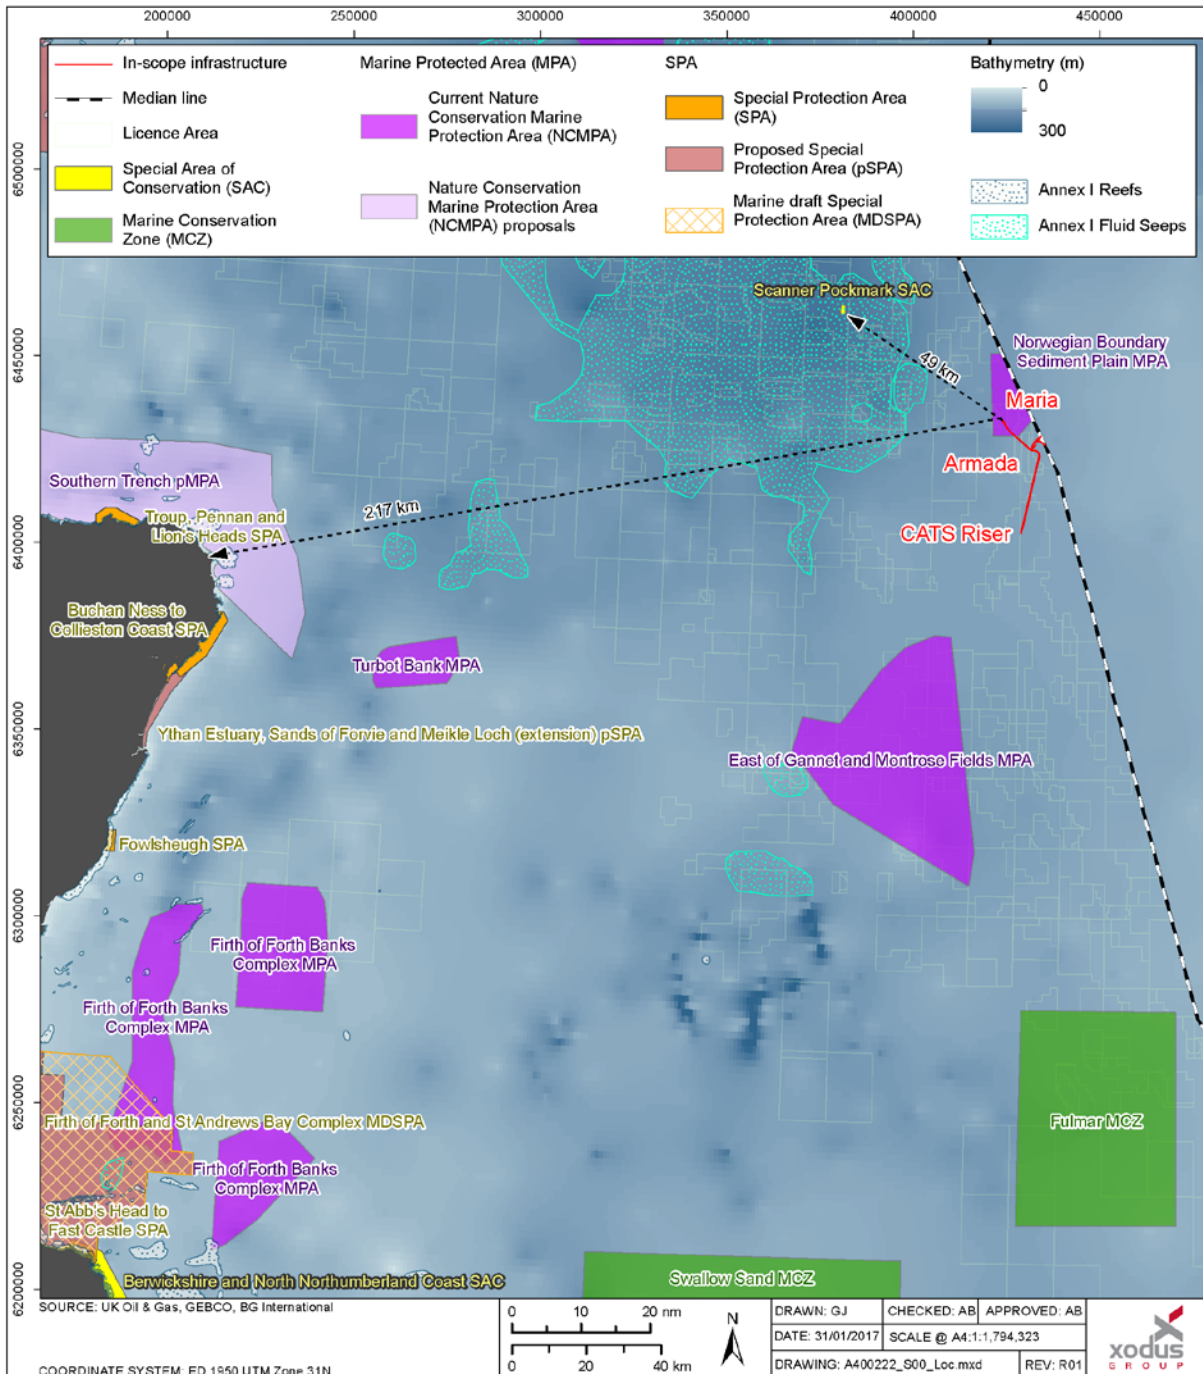 200000 250000 300000 350000 400000 450000
In-scope infrastructure
Median line
Licence Area
Special Area of
Conservation (SAC)
Marine Conservation
Zone (MCZ)
Marine Protected Area (MPA)
Current Nature
Conservation Marine
Protection Area (NCMPA)
Nature Conservation
Marine Protection Area
(NCMPA) proposals
SPA
Special Protection Area
(SPA)
Proposed Special
Protection Area (pSPA)
Marine draft Special
Protection Area (MDSPA)
Bathymetry (m)
0
300
Annex I Reefs
Annex I Fluid Seeps
6500000
6450000
6400000
6350000
6300000
6250000
6200000
Scanner Pockmark SAC
49 km
Norwegian Boundary
Sediment Plain MPA
Maria
Armada
CATS Riser
217 km
Southern Trench pMPA
Troup, Pennan and
Lion's Heads SPA
Buchan Ness to
Collieston Coast SPA
Turbot Bank MPA
Ythan Estuary, Sands of Forvie and Meikle Loch (extension) pSPA
East of Gannet and Montrose Fields MPA
Fowlsheugh SPA
Firth of Forth Banks
Complex MPA
Firth of Forth Banks
Complex MPA
Firth of Forth and St Andrews Bay Complex MDSPA
Fulmar MCZ
Firth of Forth Banks
Complex MPA
St Abb's Head to
Fast Castle SPA
Berwickshire and North Northumberland Coast SAC
Swallow Sand MCZ
SOURCE: UK Oil & Gas, GEBCO, BG International
COORDINATE SYSTEM: ED 1950 UTM Zone 31N
0 10 20 nm
0 20 40 km
N
DRAWN: GJ CHECKED: AB APPROVED: AB
DATE: 31/01/2017 SCALE @ A4:1:1,794,323
DRAWING: A400222_S00_Loc.mxd REV: R01
xodus
GROUP